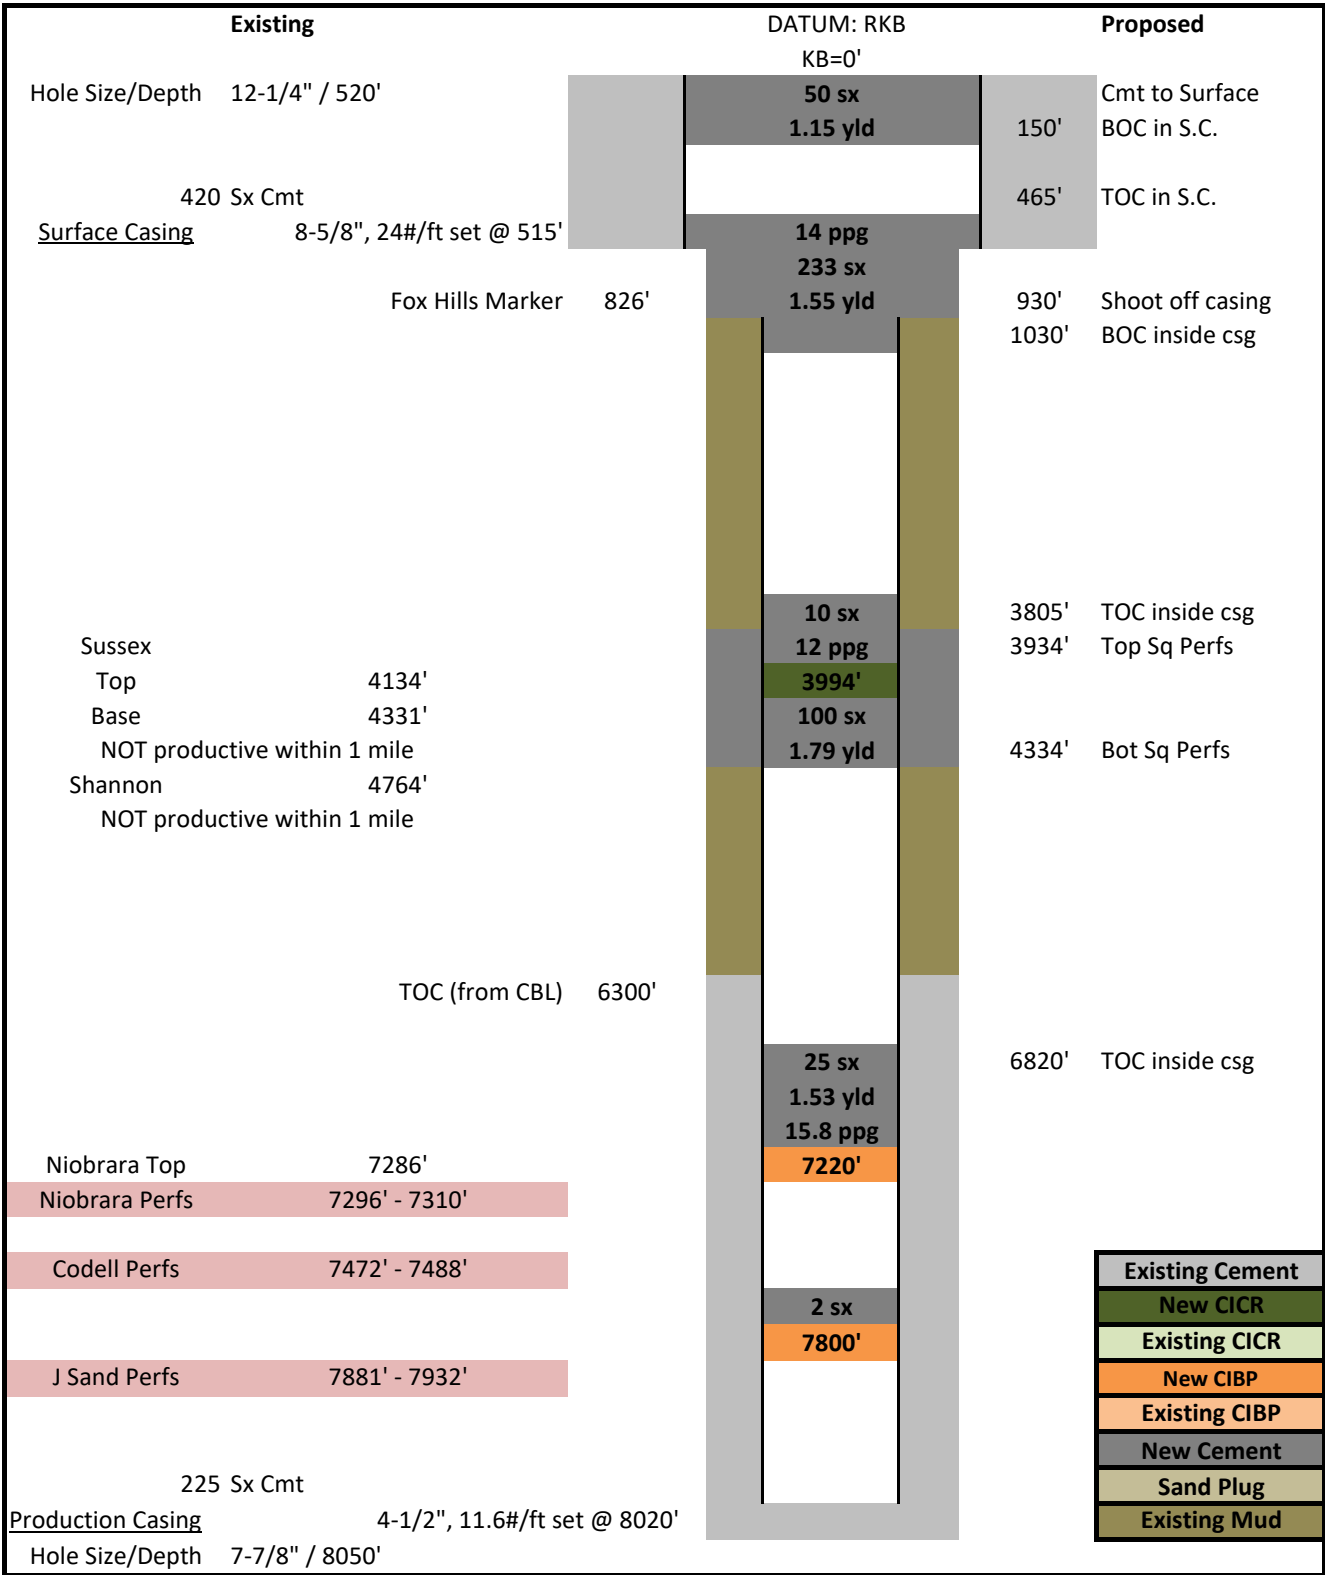 Existing DATUM: RKB Proposed
KB=0'
Hole Size/Depth 12-1/4" / 520' 50 sx Cmt to Surface
1.15 yld 150' BOC in S.C.
420 Sx Cmt 465' TOC in S.C.
Surface Casing 8-5/8", 24#/ft set @ 515' 14 ppg
233 sx
Fox Hills Marker 826' 1.55 yld 930' Shoot off casing
1030' BOC inside csg
10 sx 3805' TOC inside csg
Sussex 12 ppg 3934' Top Sq Perfs
Top 4134' 3994'
Base 4331' 100 sx
NOT productive within 1 mile 1.79 yld 4334' Bot Sq Perfs
Shannon 4764'
NOT productive within 1 mile
TOC (from CBL) 6300'
25 sx 6820' TOC inside csg
1.53 yld
15.8 ppg
Niobrara Top 7286' 7220'
Niobrara Perfs 7296' - 7310'
Codell Perfs 7472' - 7488' Existing Cement
2 sx New CICR
7800' Existing CICR
J Sand Perfs 7881' - 7932' New CIBP
Existing CIBP
New Cement
225 Sx Cmt Sand Plug
Production Casing 4-1/2", 11.6#/ft set @ 8020' Existing Mud
Hole Size/Depth 7-7/8" / 8050'